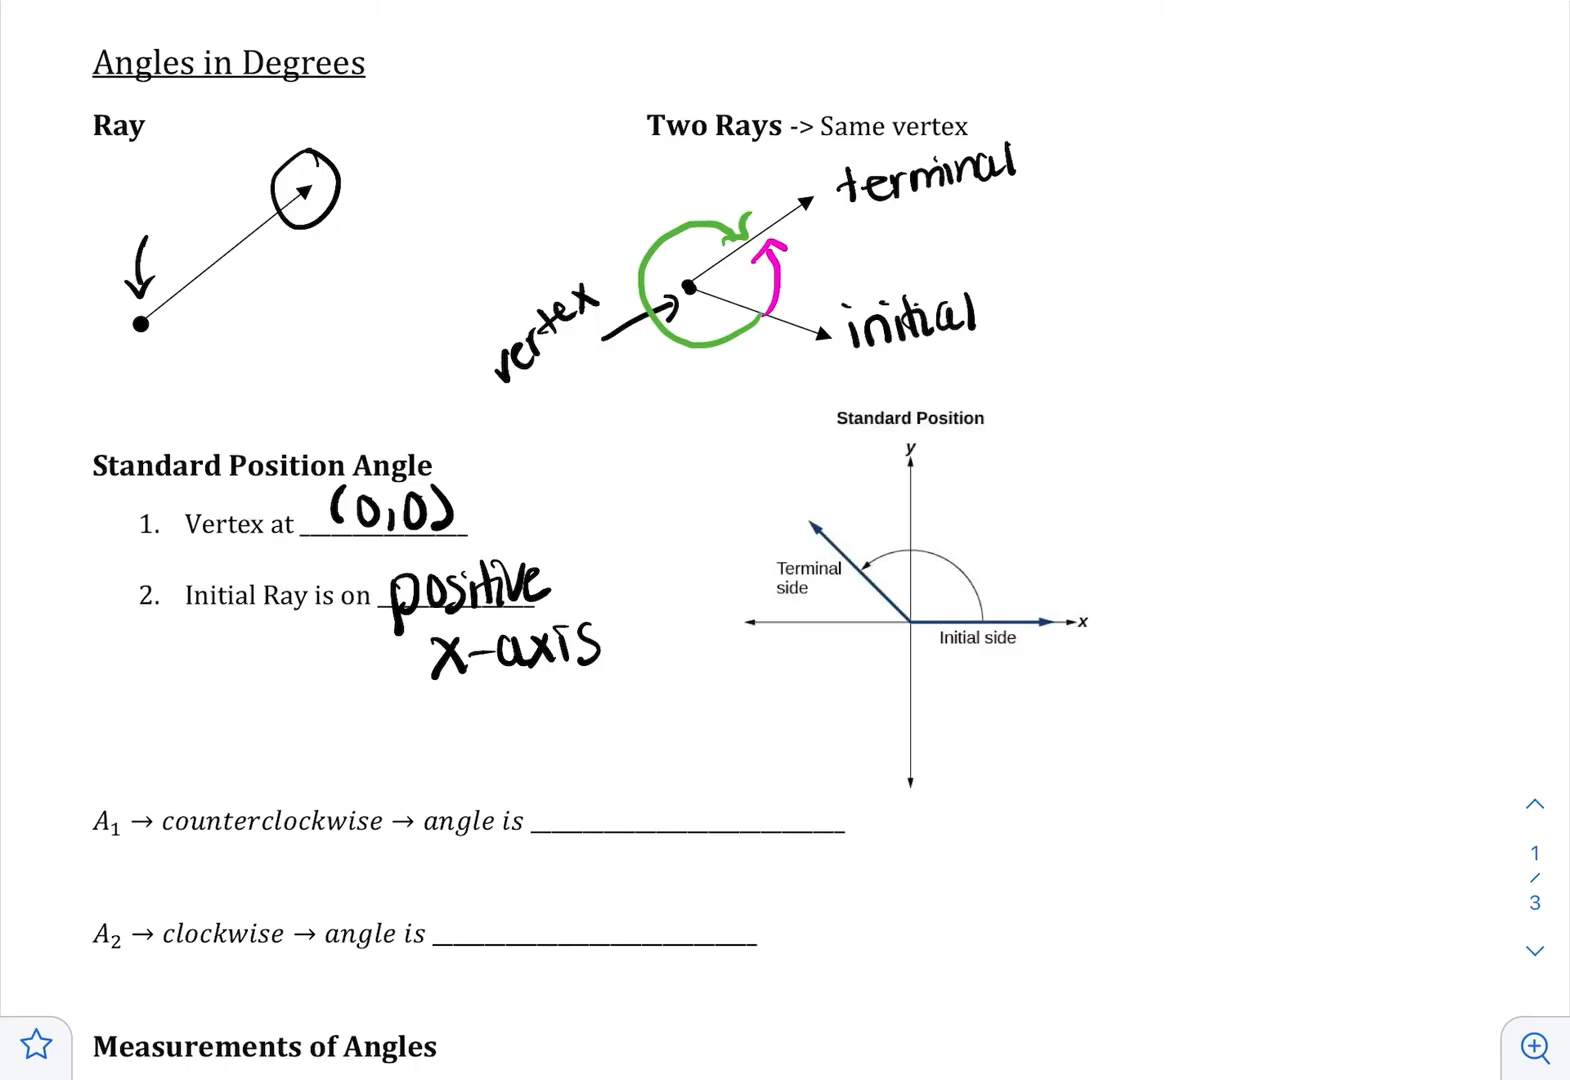 Angles in Degrees
Ray
Two Rays -> Same vertex
terminal
vertex
initial
Standard Position
y
Standard Position Angle
1. Vertex at (0,0)
Terminal
side
2. Initial Ray is on positive
x-axis
x
Initial side
A₁ → counterclockwise → angle is ____________________
A₂ → clockwise → angle is ____________________
1
/
3
Measurements of Angles